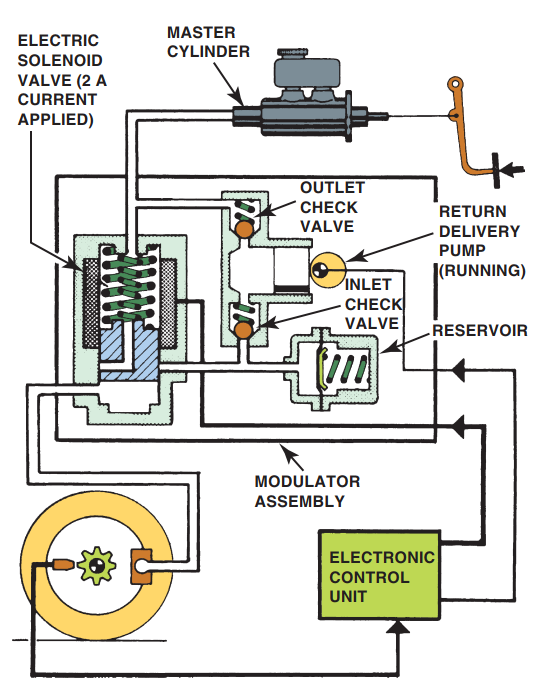 ELECTRIC
SOLENOID
VALVE (2 A
CURRENT
APPLIED)
MASTER
CYLINDER
OUTLET
CHECK
VALVE
RETURN
DELIVERY
PUMP
(RUNNING)
INLET
CHECK
VALVE
RESERVOIR
MODULATOR
ASSEMBLY
ELECTRONIC
CONTROL
UNIT